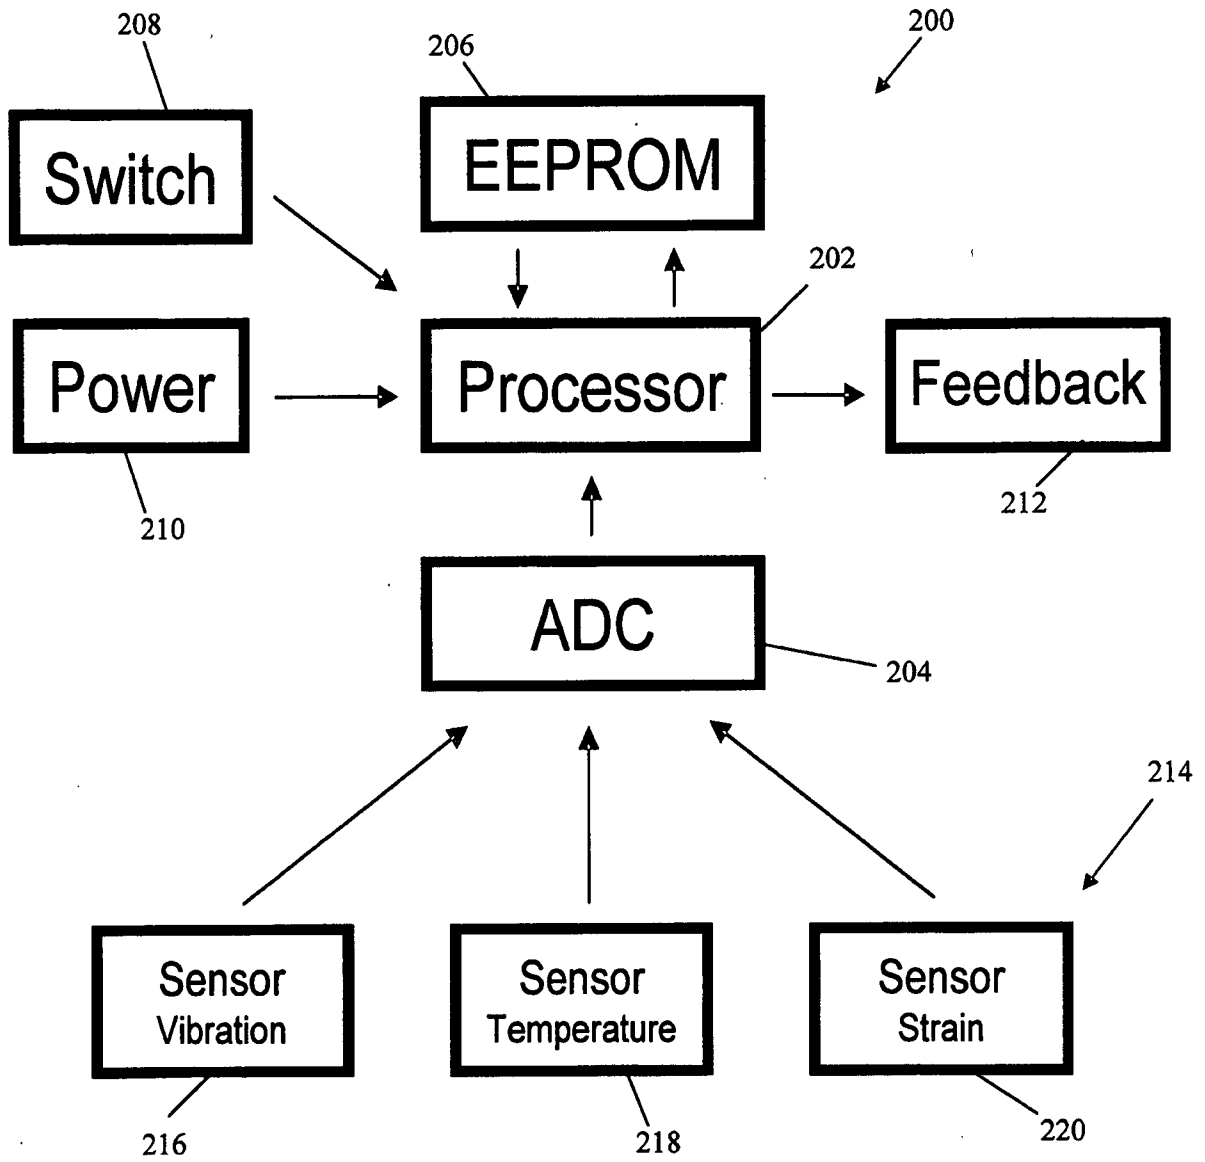 208
206
200
Switch
EEPROM
202
Power
Processor
Feedback
210
212
ADC
204
214
Sensor
Vibration
Sensor
Temperature
Sensor
Strain
216
218
220